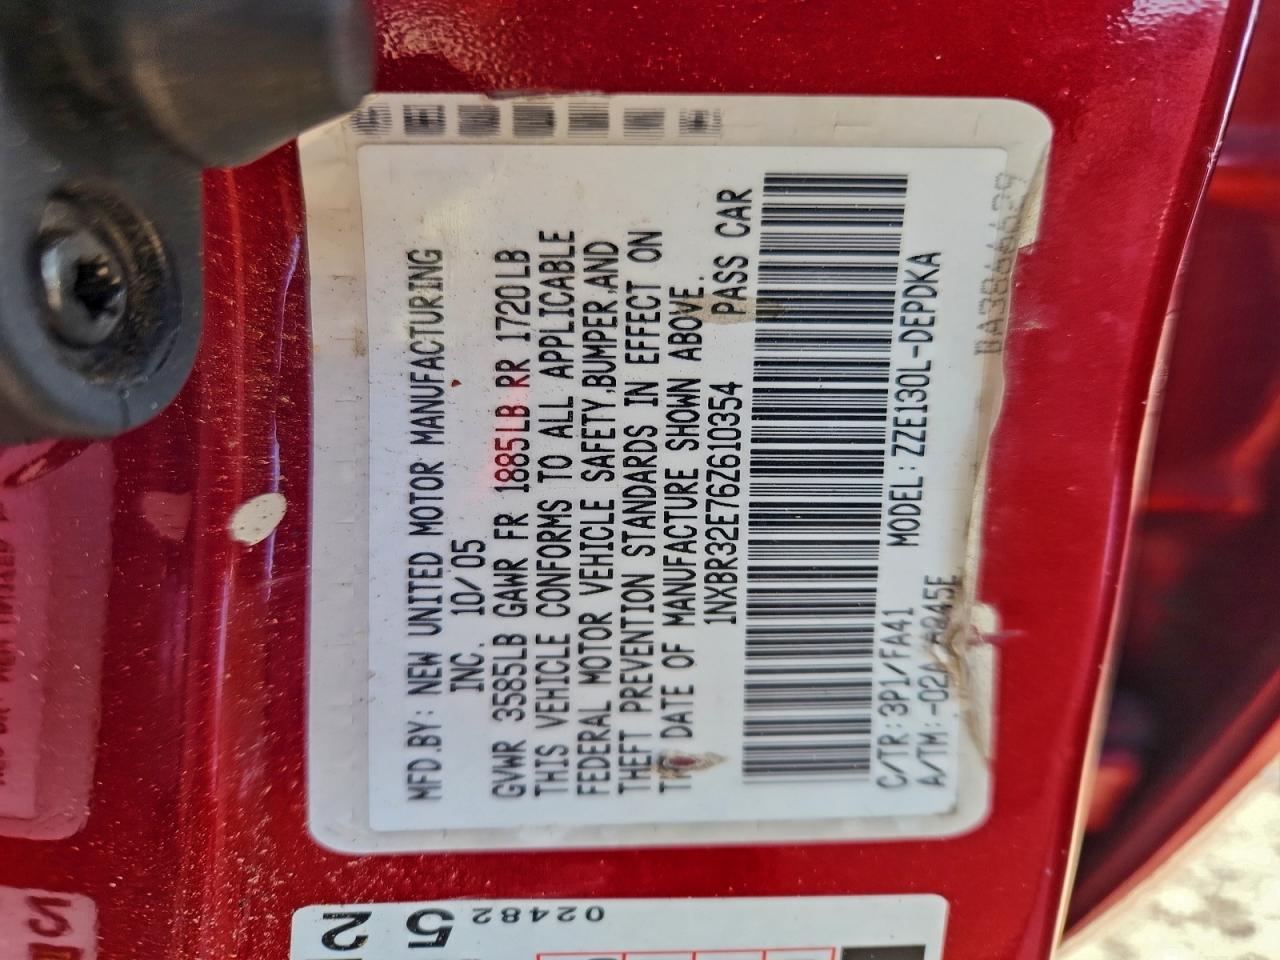 MFD.BY: NEW UNITED MOTOR MANUFACTURING
INC. 10/05
GVWR 3585LB GAWR FR 1885LB RR 1720LB
THIS VEHICLE CONFORMS TO ALL APPLICABLE
FEDERAL MOTOR VEHICLE SAFETY,BUMPER,AND
THEFT PREVENTION STANDARDS IN EFFECT ON
DATE OF MANUFACTURE SHOWN ABOVE.
1NXBR32E76Z610354 PASS CAR
C/TR:3P1/FA41 MODEL:ZZE130L-DEPDKA
A/TM:-02A
02482